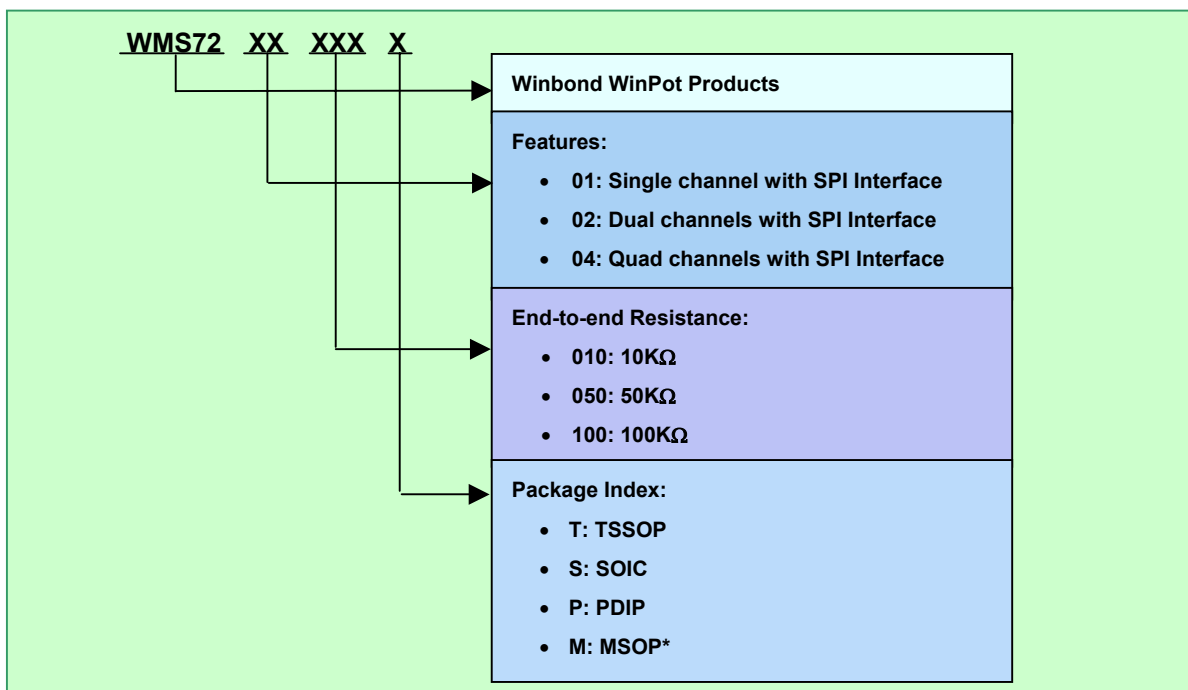 WMS72 XX XXX X
Winbond WinPot Products
Features:
• 01: Single channel with SPI Interface
• 02: Dual channels with SPI Interface
• 04: Quad channels with SPI Interface
End-to-end Resistance:
• 010: 10KΩ
• 050: 50KΩ
• 100: 100KΩ
Package Index:
• T: TSSOP
• S: SOIC
• P: PDIP
• M: MSOP*